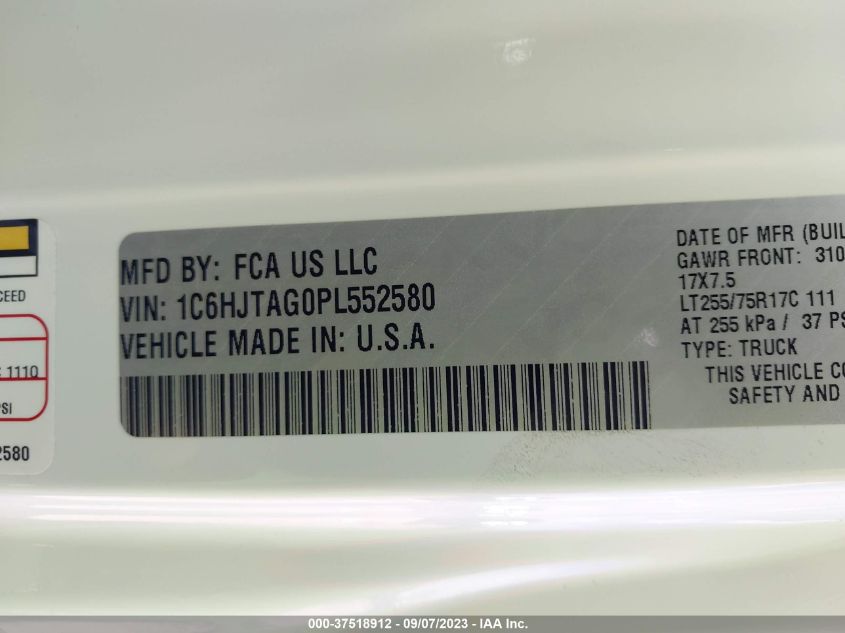 CEED
1110
PSI
2580
MFD BY: FCA US LLC
VIN: 1C6HJTAG0PL552580
VEHICLE MADE IN: U.S.A.
DATE OF MFR (BUIL
GAWR FRONT: 310
17X7.5
LT255/75R17C 111
AT 255 kPa / 37 PS
TYPE: TRUCK
THIS VEHICLE CO
SAFETY AND
000-37518912 - 09/07/2023 - IAA Inc.